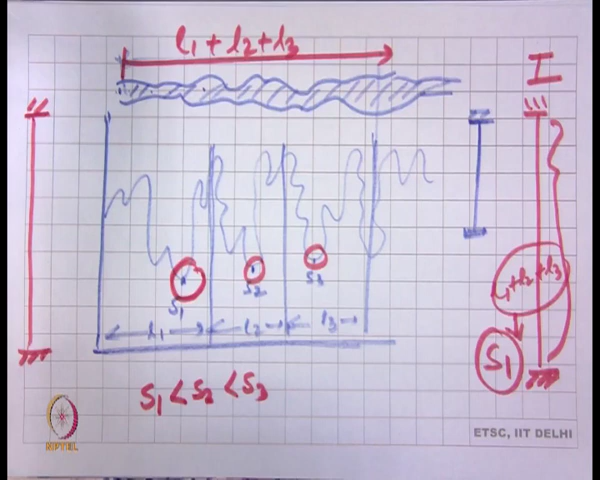 l1 + l2 + l3
I
S1
S2
S3
l1
l2
l3
l1+l2+l3
S1
S1 < S2 < S3
NPTEL
ETSC, IIT DELHI